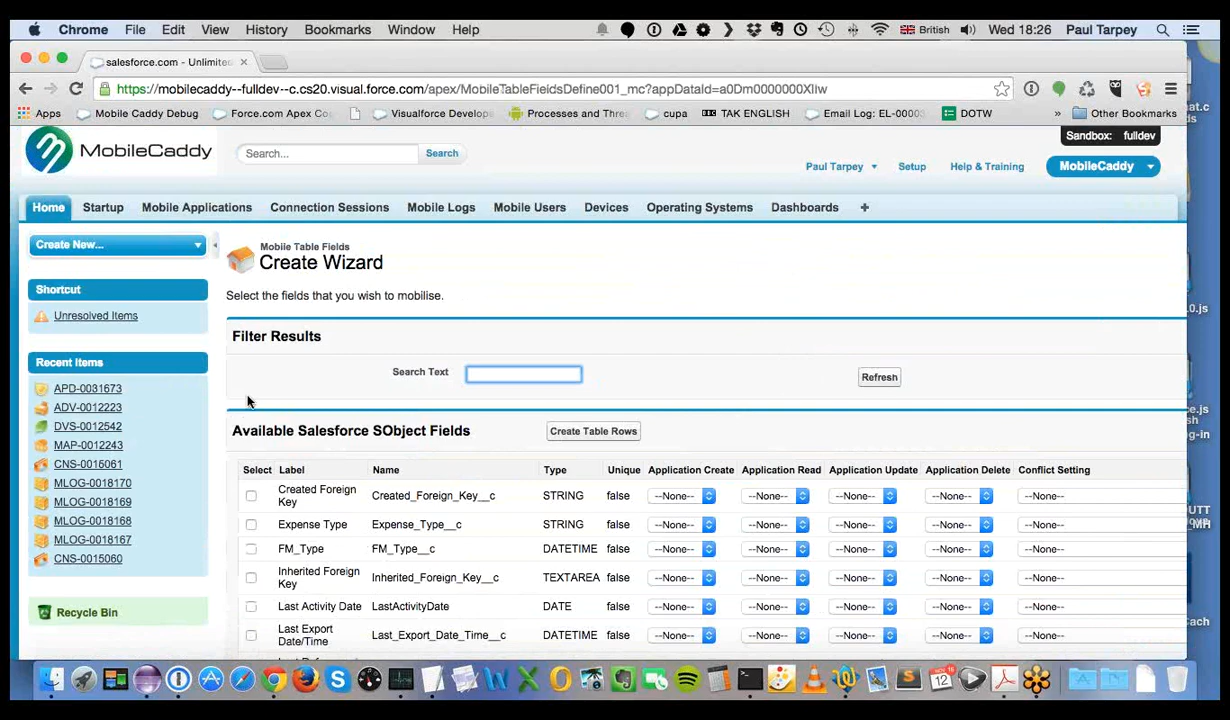 Chrome File Edit View History Bookmarks Window Help British Wed 18:26 Paul Tarpey
salesforce.com - Unlimited
https://mobilecaddy--fulldev--c.cs20.visual.force.com/apex/MobileTableFieldsDefine001_mc?appDataId=a0Dm0000000XIiw
Apps Mobile Caddy Debug Force.com Apex Co Visualforce Develop Processes and Thre cupa TAK ENGLISH Email Log: EL-0003 DOTW » Other Bookmarks
MobileCaddy
Search... Search
Sandbox: fulldev
Paul Tarpey Setup Help & Training MobileCaddy
Home Startup Mobile Applications Connection Sessions Mobile Logs Mobile Users Devices Operating Systems Dashboards +
Create New...
Shortcut
Unresolved Items
Recent Items
APD-0031673
ADV-0012223
DVS-0012542
MAP-0012243
CNS-0015061
MLOG-0018170
MLOG-0018169
MLOG-0018168
MLOG-0018167
CNS-0015060
Recycle Bin
Mobile Table Fields
Create Wizard
Select the fields that you wish to mobilise.
Filter Results
Search Text Refresh
Available Salesforce SObject Fields Create Table Rows
Select Label Name Type Unique Application Create Application Read Application Update Application Delete Conflict Setting
Created Foreign Key Created_Foreign_Key__c STRING false --None-- --None-- --None-- --None-- --None--
Expense Type Expense_Type__c STRING false --None-- --None-- --None-- --None-- --None--
FM_Type FM_Type__c DATETIME false --None-- --None-- --None-- --None-- --None--
Inherited Foreign Key Inherited_Foreign_Key__c TEXTAREA false --None-- --None-- --None-- --None-- --None--
Last Activity Date LastActivityDate DATE false --None-- --None-- --None-- --None-- --None--
Last Export Date/Time Last_Export_Date_Time__c DATETIME false --None-- --None-- --None-- --None-- --None--